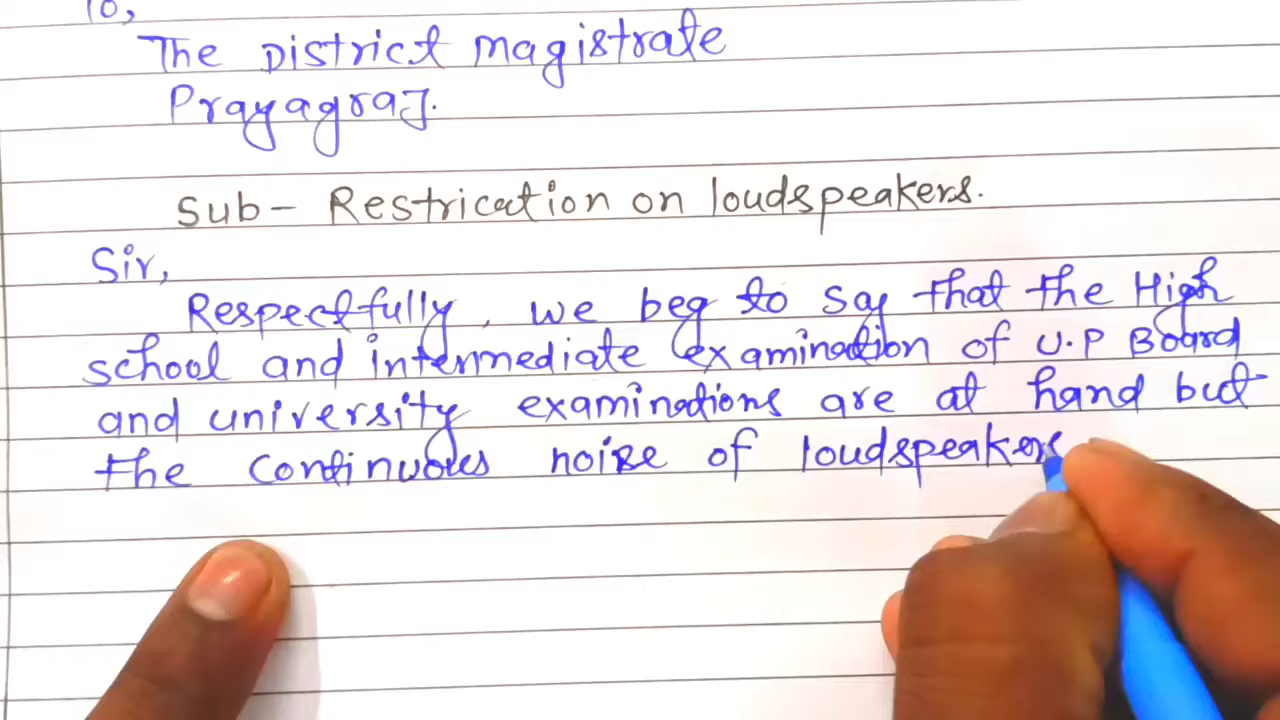 To,
The District Magistrate
Prayagraj.
Sub- Restrication on loudspeakers.
Sir,
Respectfully, we beg to say that the High
school and intermediate examination of U.P Board
and university examinations are at hand but
the continuous noise of loudspeakers